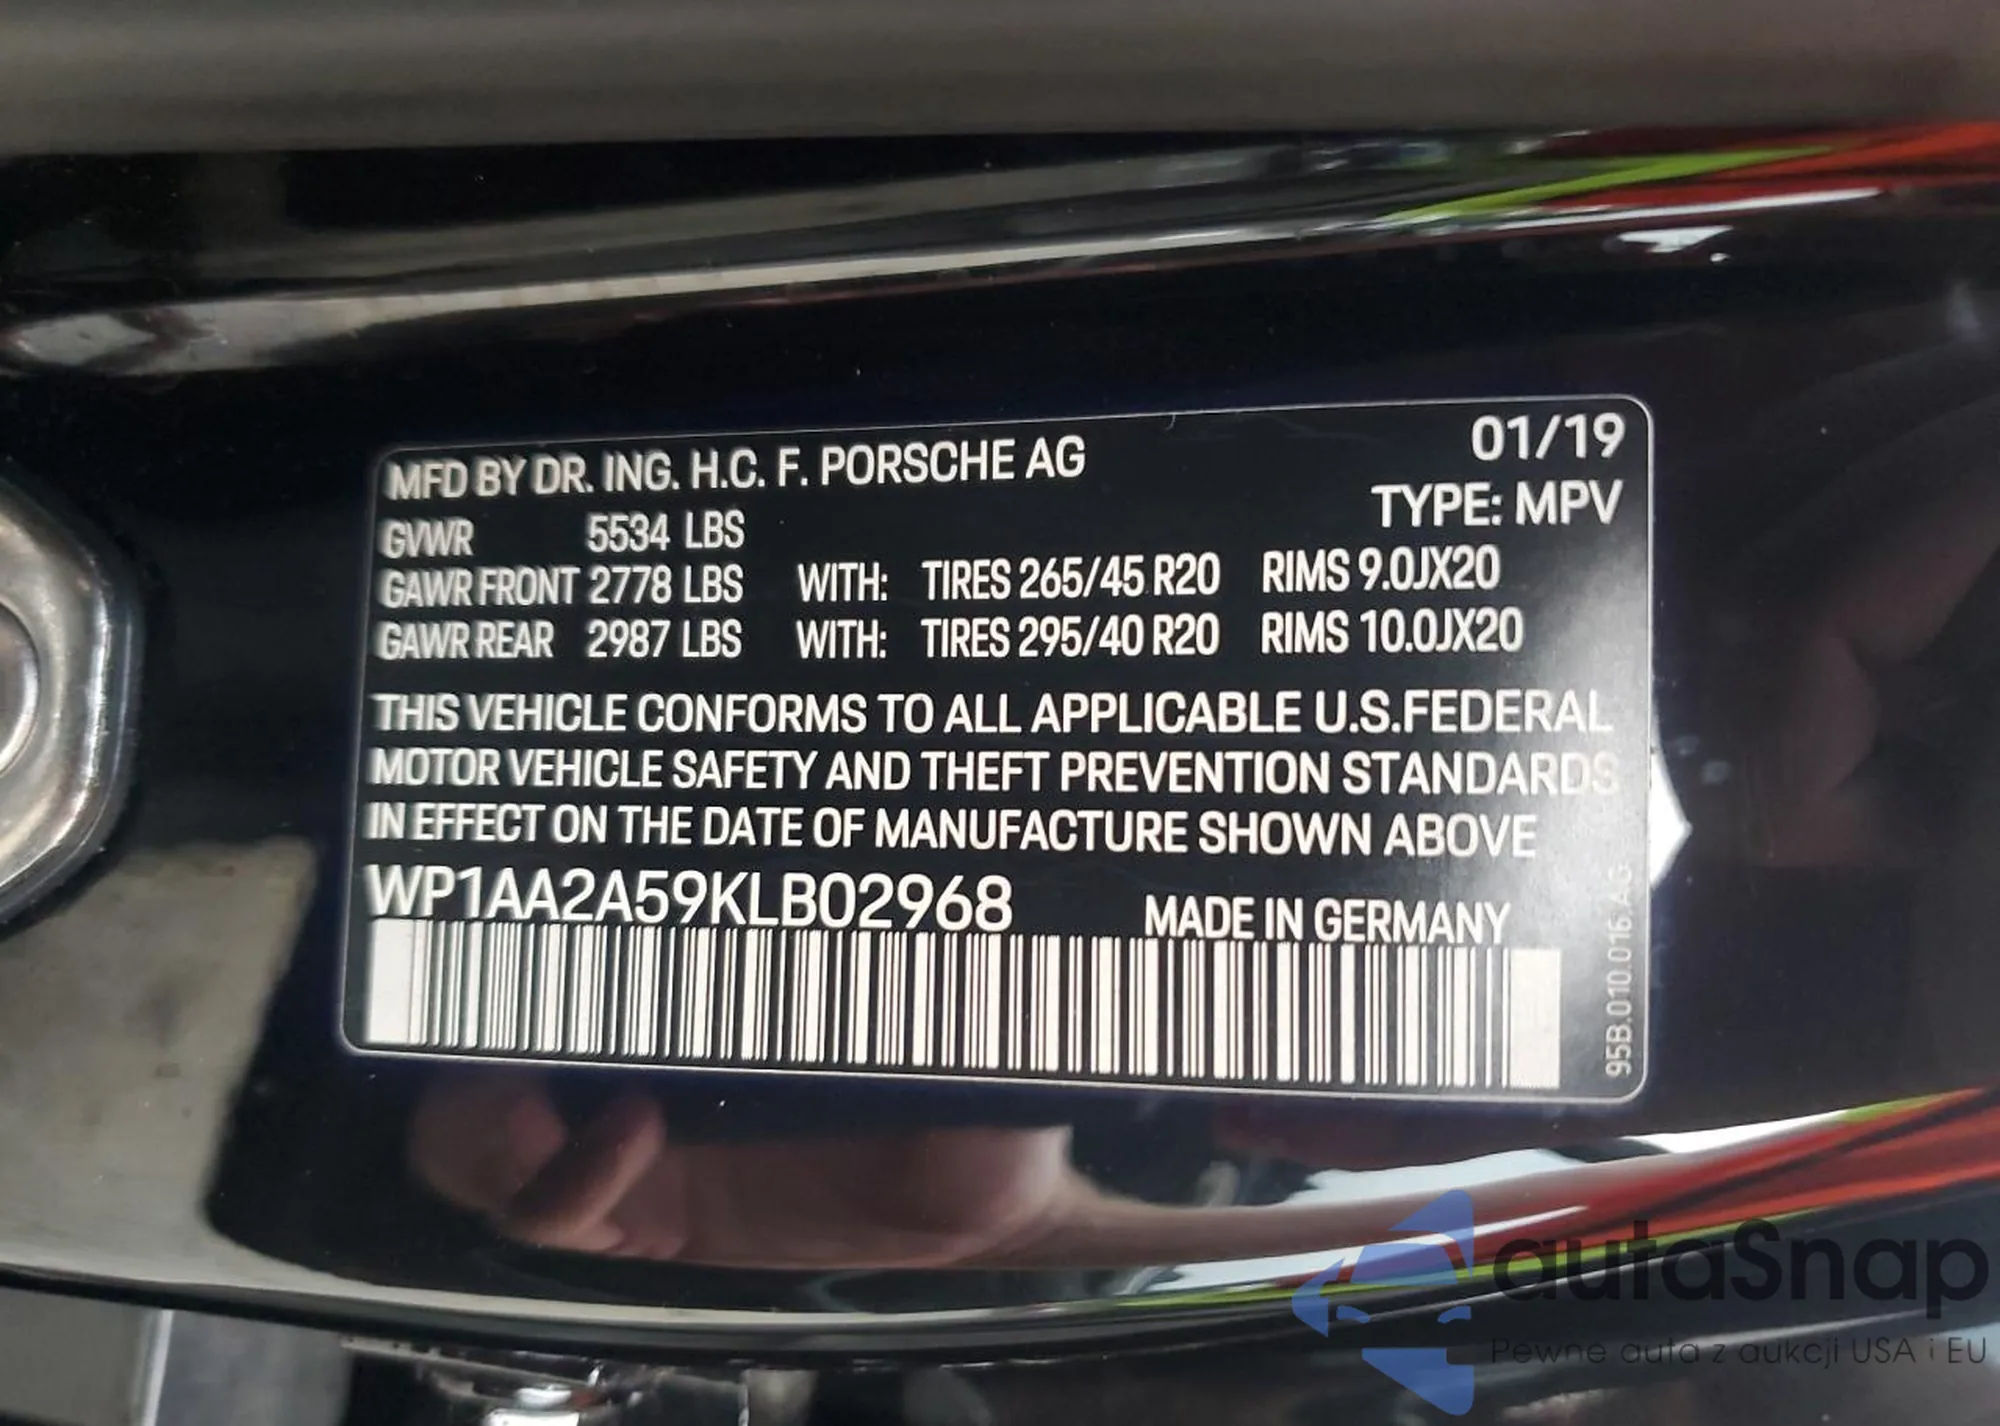 MFD BY DR. ING. H.C. F. PORSCHE AG 01/19
TYPE: MPV
GVWR 5534 LBS
GAWR FRONT 2778 LBS WITH: TIRES 265/45 R20 RIMS 9.0JX20
GAWR REAR 2987 LBS WITH: TIRES 295/40 R20 RIMS 10.0JX20
THIS VEHICLE CONFORMS TO ALL APPLICABLE U.S.FEDERAL
MOTOR VEHICLE SAFETY AND THEFT PREVENTION STANDARDS
IN EFFECT ON THE DATE OF MANUFACTURE SHOWN ABOVE
WP1AA2A59KLB02968
MADE IN GERMANY
95B.010.016.AG
autaSnap
Pewne auta z aukcji USA i EU